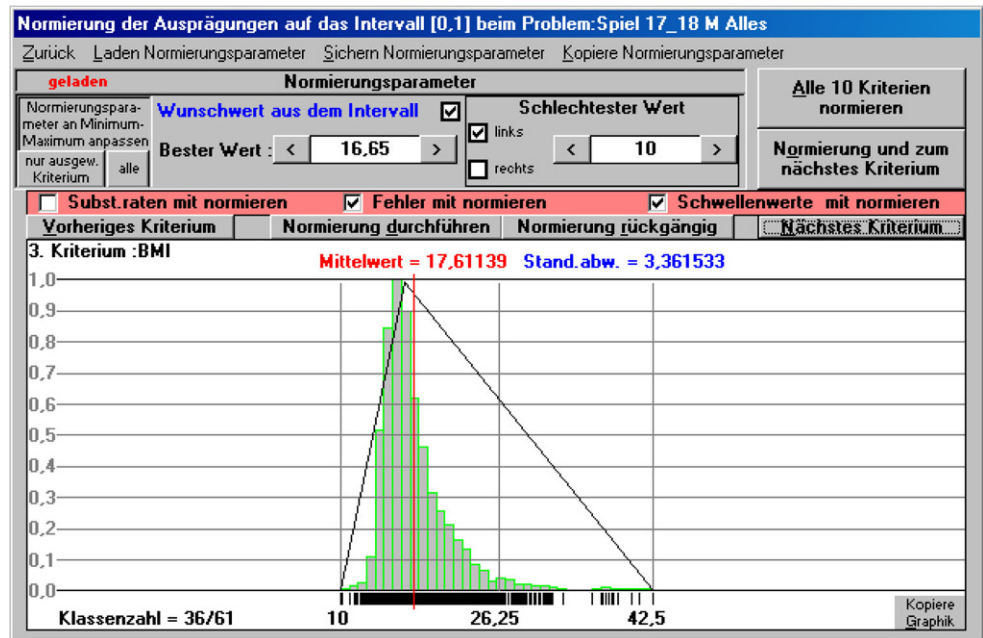 Normierung der Ausprägungen auf das Intervall [0,1] beim Problem:Spiel 17_18 M Alles
Zurück Laden Normierungsparameter Sichern Normierungsparameter Kopiere Normierungsparameter
geladen Normierungsparameter
Normierungspara-
meter an Minimum-
Maximum anpassen
nur ausgew.
Kriterium
alle
Wunschwert aus dem Intervall
Bester Wert : < 16,65 >
Schlechtester Wert
links
rechts
< 10 >
Alle 10 Kriterien
normieren
Normierung und zum
nächstes Kriterium
Subst.raten mit normieren Fehler mit normieren Schwellenwerte mit normieren
Vorheriges Kriterium Normierung durchführen Normierung rückgängig Nächstes Kriterium
3. Kriterium :BMI
Mittelwert = 17,61139 Stand.abw. = 3,361533
1,0
0,9
0,8
0,7
0,6
0,5
0,4
0,3
0,2
0,1
0,0
Klassenzahl = 36/61 10 26,25 42,5
Kopiere
Graphik